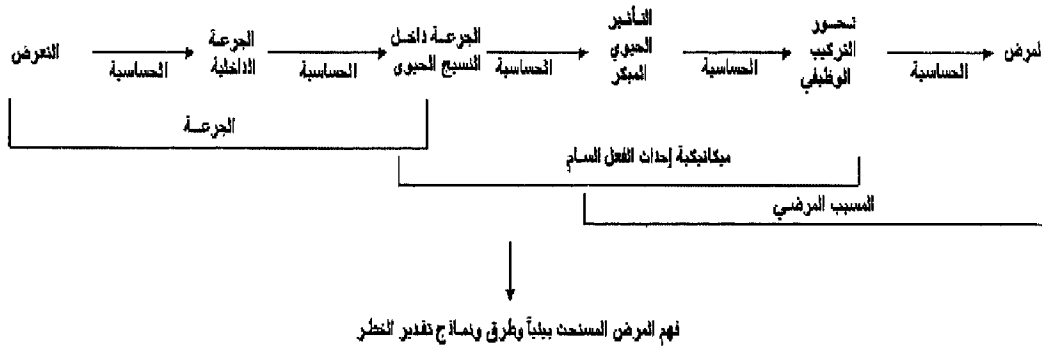 التعرض
الحساسية
الجرعة
الداخلية
الحساسية
الجرعة داخل
النسيج الحيوى
الحساسية
التأثير
الحيوي
المبكر
الحساسية
تحور
التركيب
الوظيفي
الحساسية
لمرض
الجرعة
ميكانيكية إحداث الفعل السام
المسبب المرضي
فهم المرض المستحث بيئياً وطرق ونماذج تقدير الخطر